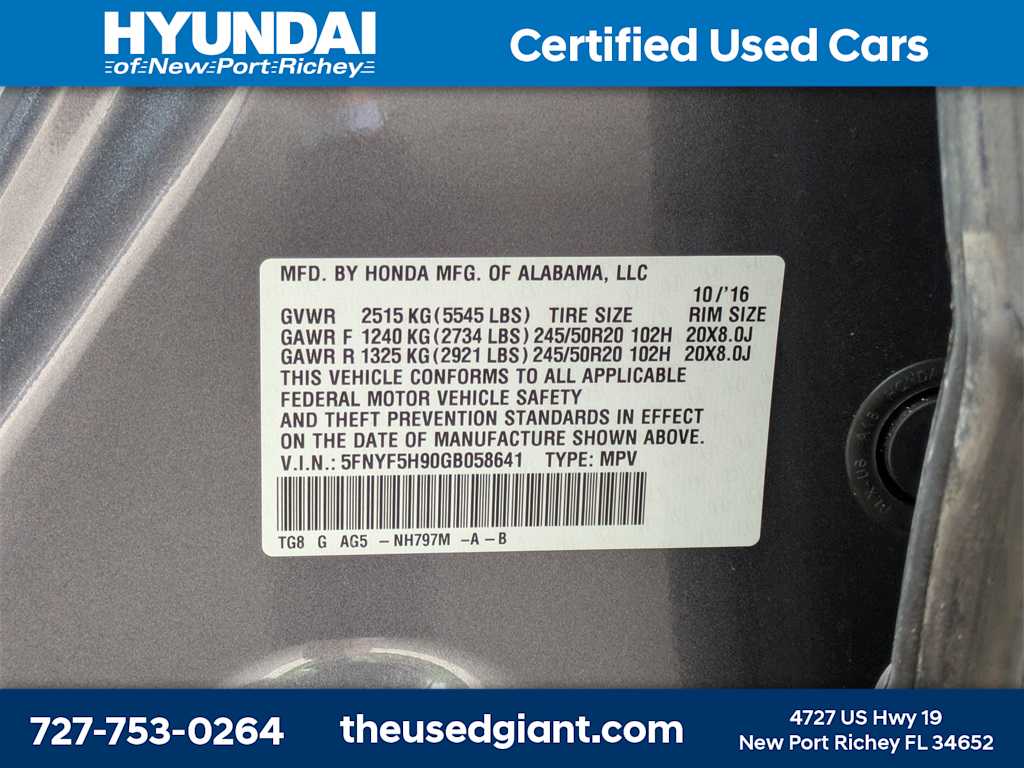 HYUNDAI
of New Port Richey
Certified Used Cars
MFD. BY HONDA MFG. OF ALABAMA, LLC
10/'16
GVWR 2515 KG (5545 LBS) TIRE SIZE RIM SIZE
GAWR F 1240 KG (2734 LBS) 245/50R20 102H 20X8.0J
GAWR R 1325 KG (2921 LBS) 245/50R20 102H 20X8.0J
THIS VEHICLE CONFORMS TO ALL APPLICABLE
FEDERAL MOTOR VEHICLE SAFETY
AND THEFT PREVENTION STANDARDS IN EFFECT
ON THE DATE OF MANUFACTURE SHOWN ABOVE.
V.I.N.: 5FNYF5H90GB058641 TYPE: MPV
TG8 G AG5 -NH797M -A-B
HONDA
727-753-0264
theusedgiant.com
4727 US Hwy 19
New Port Richey FL 34652